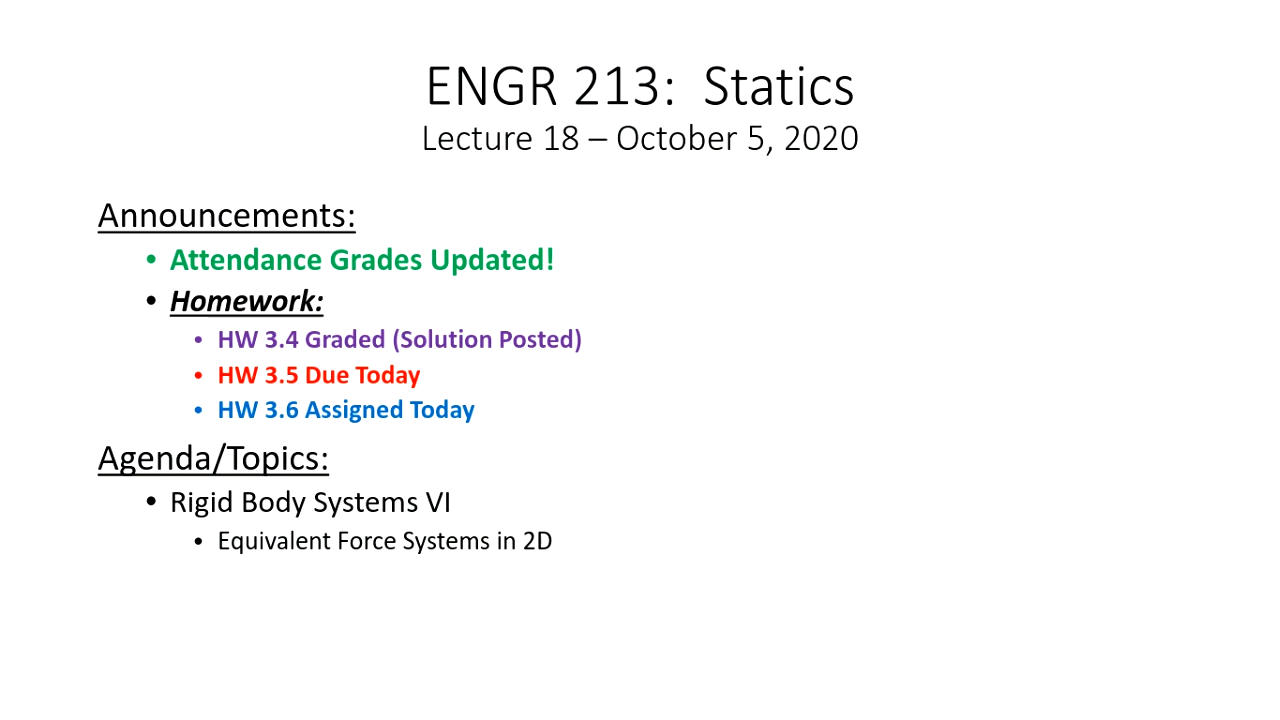 ENGR 213:  Statics
Lecture 18 – October 5, 2020
Announcements:
• Attendance Grades Updated!
• Homework:
• HW 3.4 Graded (Solution Posted)
• HW 3.5 Due Today
• HW 3.6 Assigned Today
Agenda/Topics:
• Rigid Body Systems VI
• Equivalent Force Systems in 2D